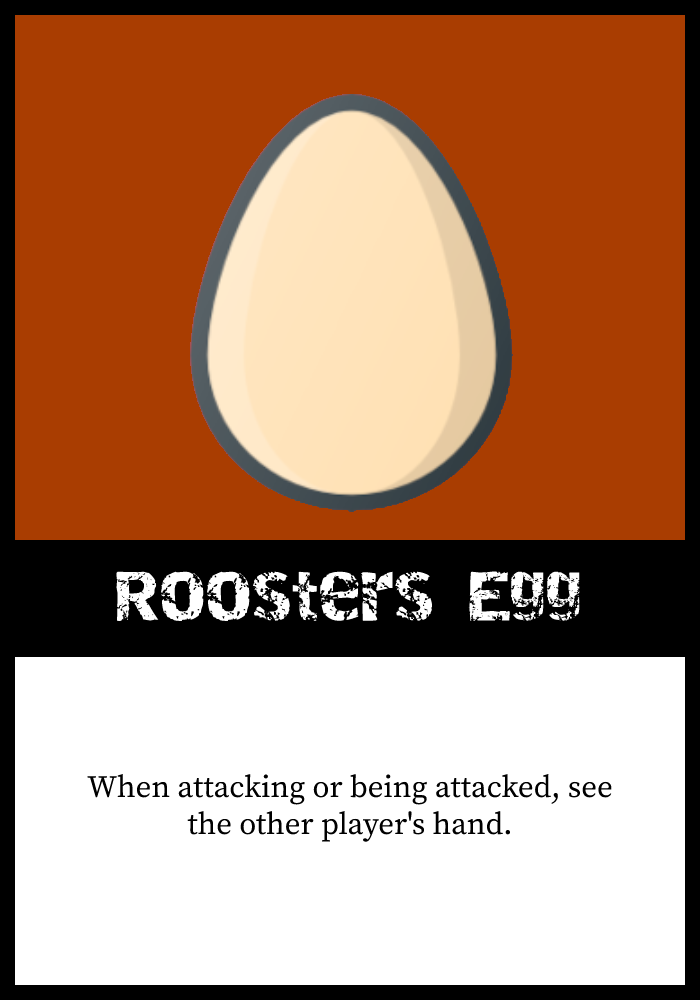 Roosters Egg
When attacking or being attacked, see
the other player's hand.